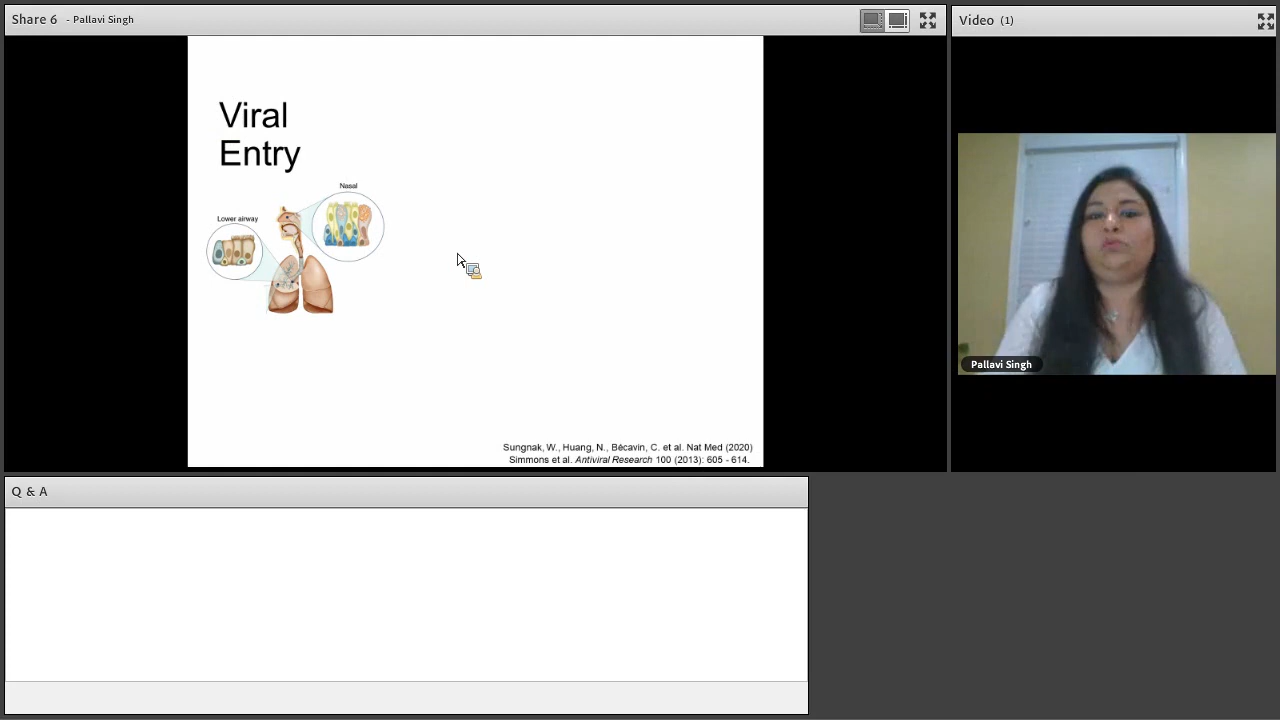 Share 6 - Pallavi Singh
Video (1)
Viral
Entry
Nasal
Lower airway
Sungnak, W., Huang, N., Bécavin, C. et al. Nat Med (2020)
Simmons et al. Antiviral Research 100 (2013): 605 - 614.
Pallavi Singh
Q & A